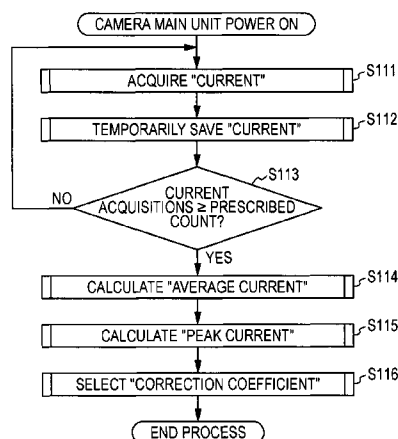 CAMERA MAIN UNIT POWER ON
ACQUIRE "CURRENT"
S111
TEMPORARILY SAVE "CURRENT"
S112
S113
CURRENT
ACQUISITIONS ≥ PRESCRIBED
COUNT?
NO
YES
CALCULATE "AVERAGE CURRENT"
S114
CALCULATE "PEAK CURRENT"
S115
SELECT "CORRECTION COEFFICIENT"
S116
END PROCESS